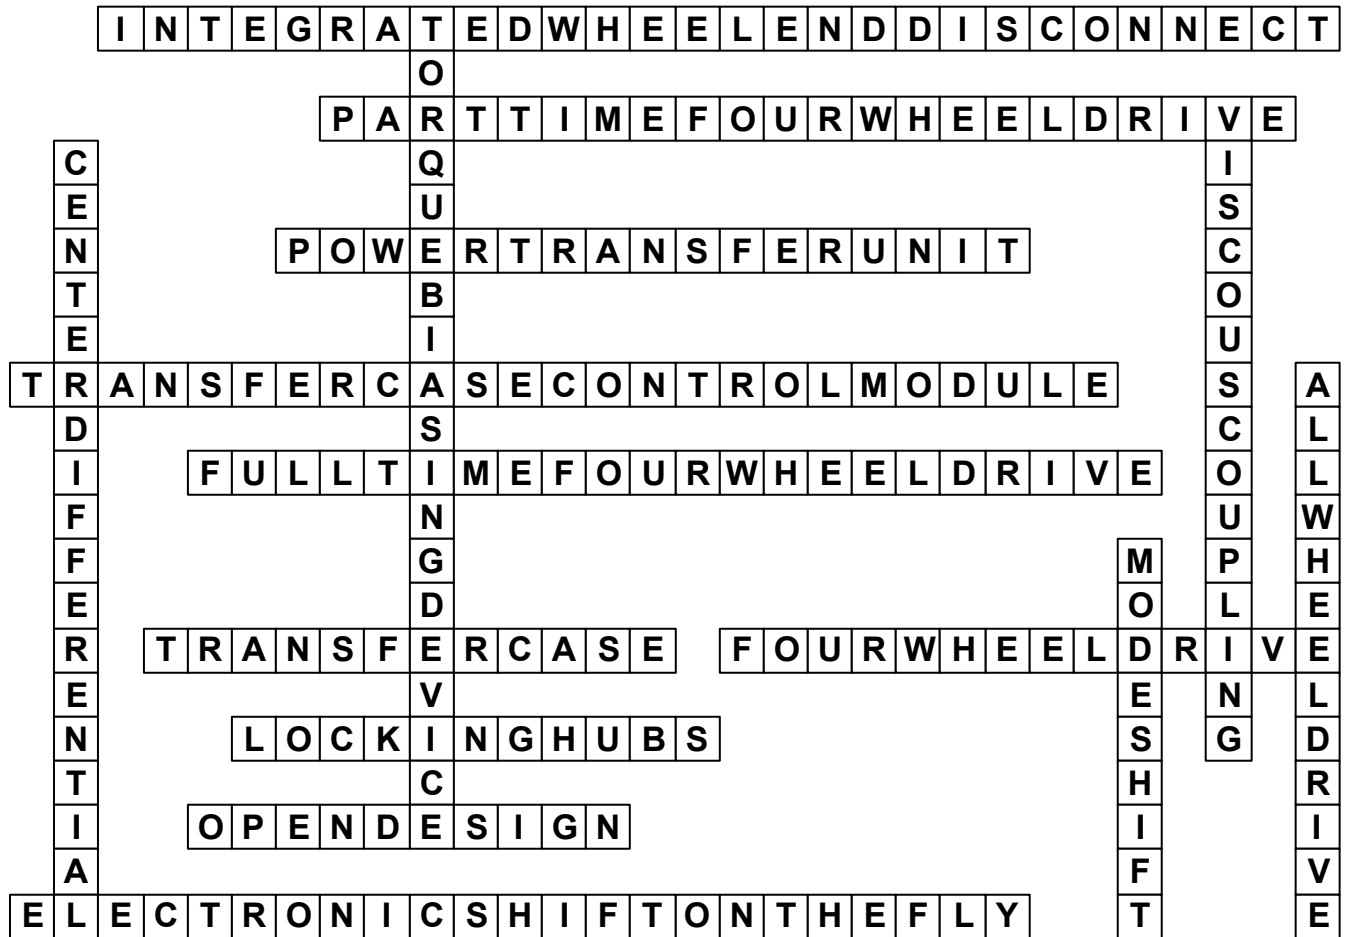 INTEGRATEDWHEELENDDISCONNECT
TORQUEBIASINGDEVICE
PARTTIMEFOURWHEELDRIVE
VISCOUSCOUPLING
CENTERDIFFERENTIAL
POWERTRANSFERUNIT
TRANSFERCASECONTROLMODULE
ALLWHEELDRIVE
FULLTIMEFOURWHEELDRIVE
MODESHIFT
TRANSFERCASE
FOURWHEELDRIVE
LOCKINGHUBS
OPENDESIGN
ELECTRONICSHIFTONTHEFLY